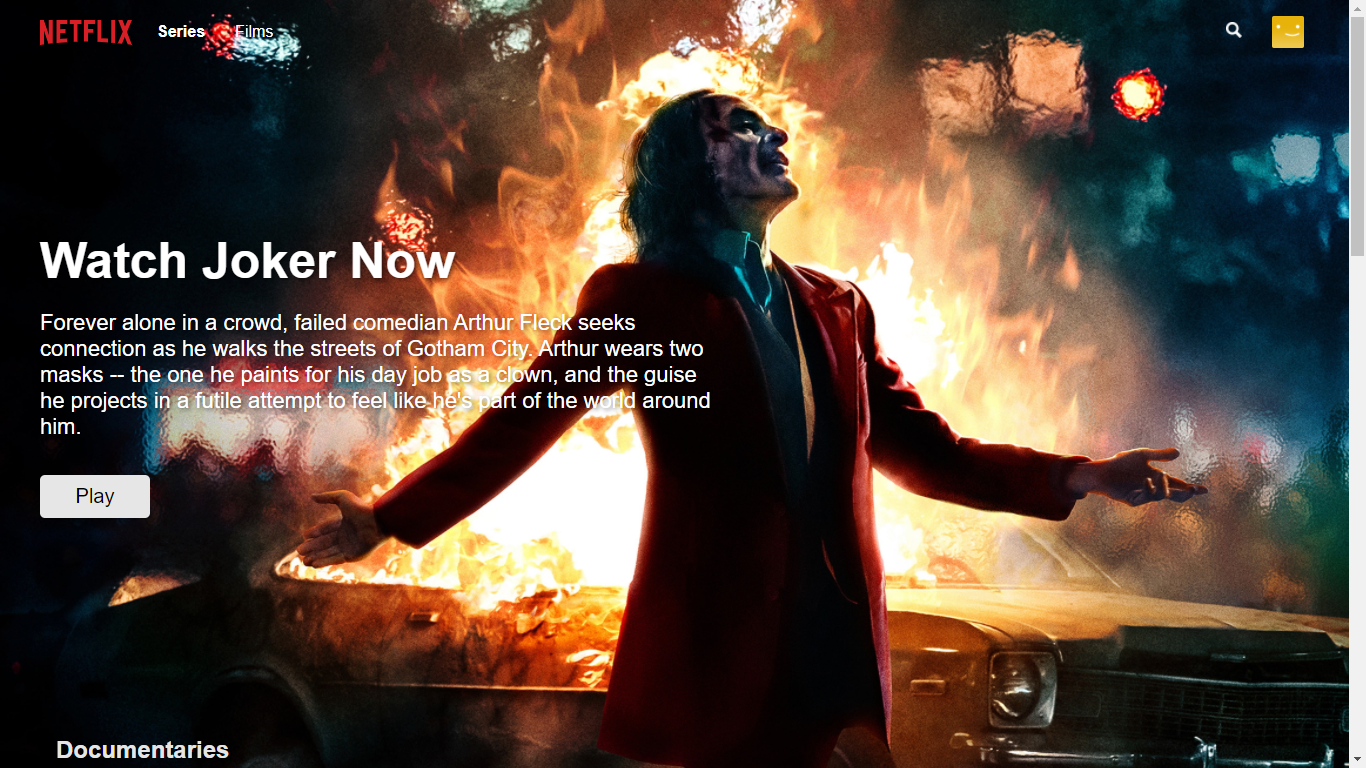 NETFLIX Series Films
Watch Joker Now
Forever alone in a crowd, failed comedian Arthur Fleck seeks
connection as he walks the streets of Gotham City. Arthur wears two
masks -- the one he paints for his day job as a clown, and the guise
he projects in a futile attempt to feel like he's part of the world around
him.
Play
Documentaries